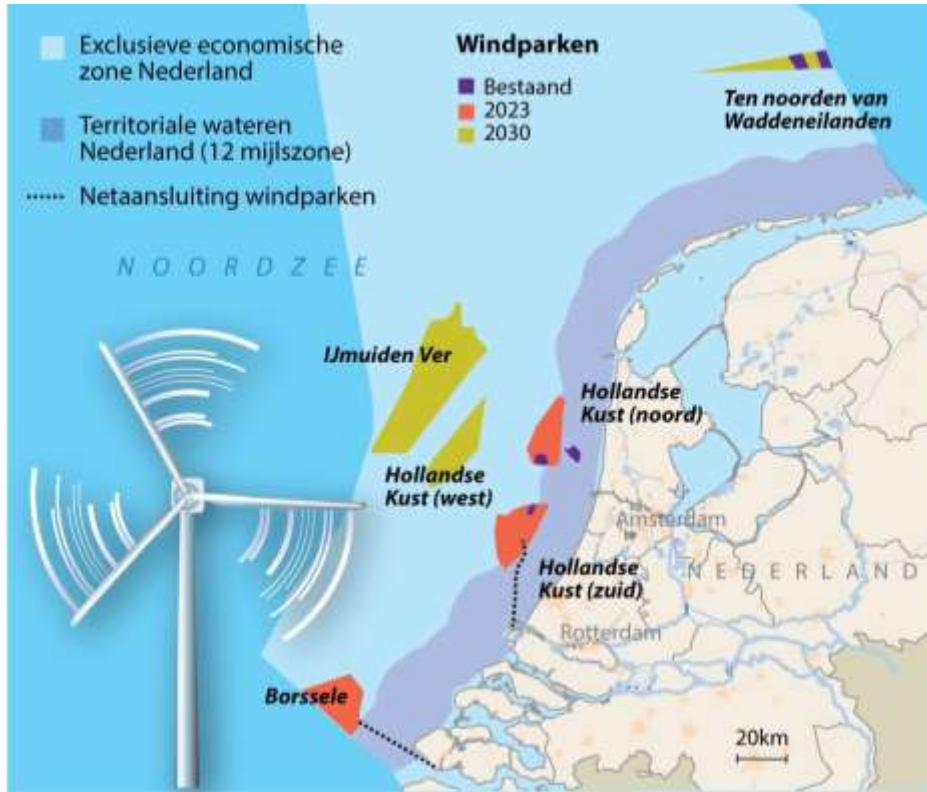 Exclusieve economische
zone Nederland
Territoriale wateren
Nederland (12 mijlszone)
Netaansluiting windparken
Windparken
Bestaand
2023
2030
Ten noorden van
Waddeneilanden
NOORDZEE
IJmuiden Ver
Hollandse
Kust (noord)
Hollandse
Kust (west)
Amsterdam
Hollandse
Kust (zuid)
NEDERLAND
Rotterdam
Borssele
20km